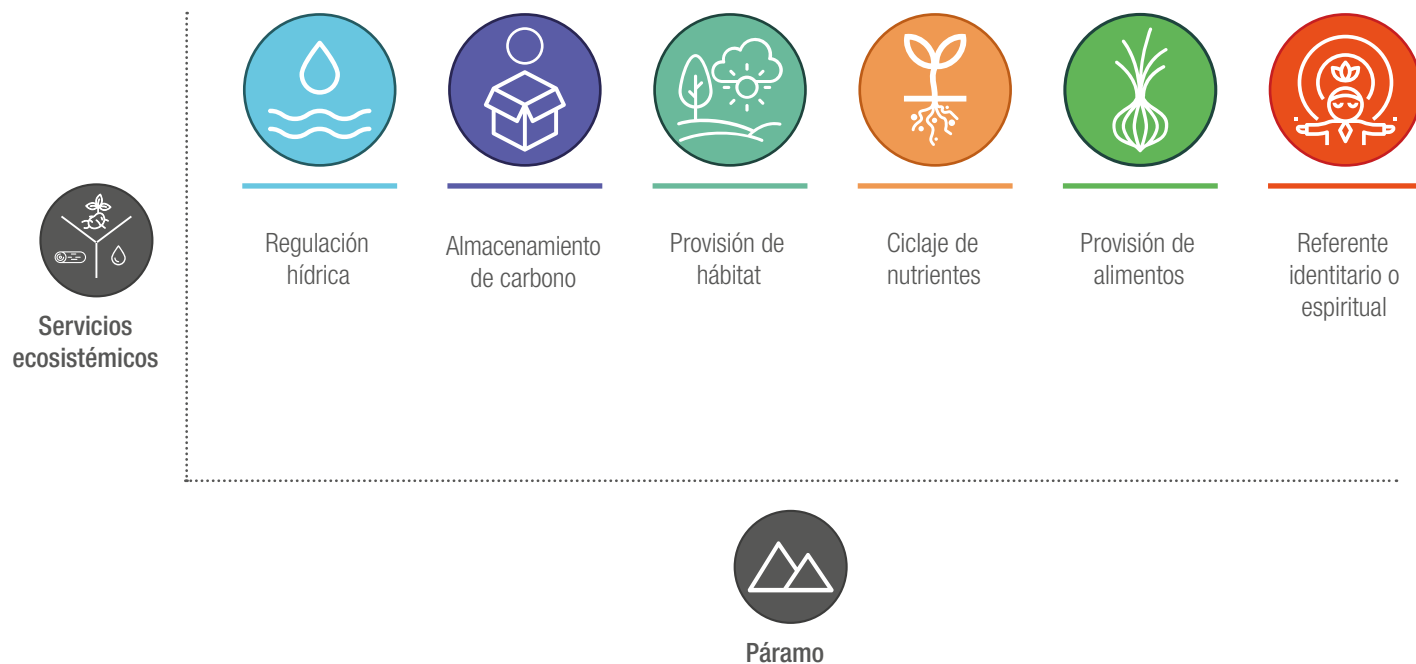 Regulación
hídrica
Almacenamiento
de carbono
Provisión de
hábitat
Ciclaje de
nutrientes
Provisión de
alimentos
Referente
identitario o
espiritual
Servicios
ecosistémicos
Páramo